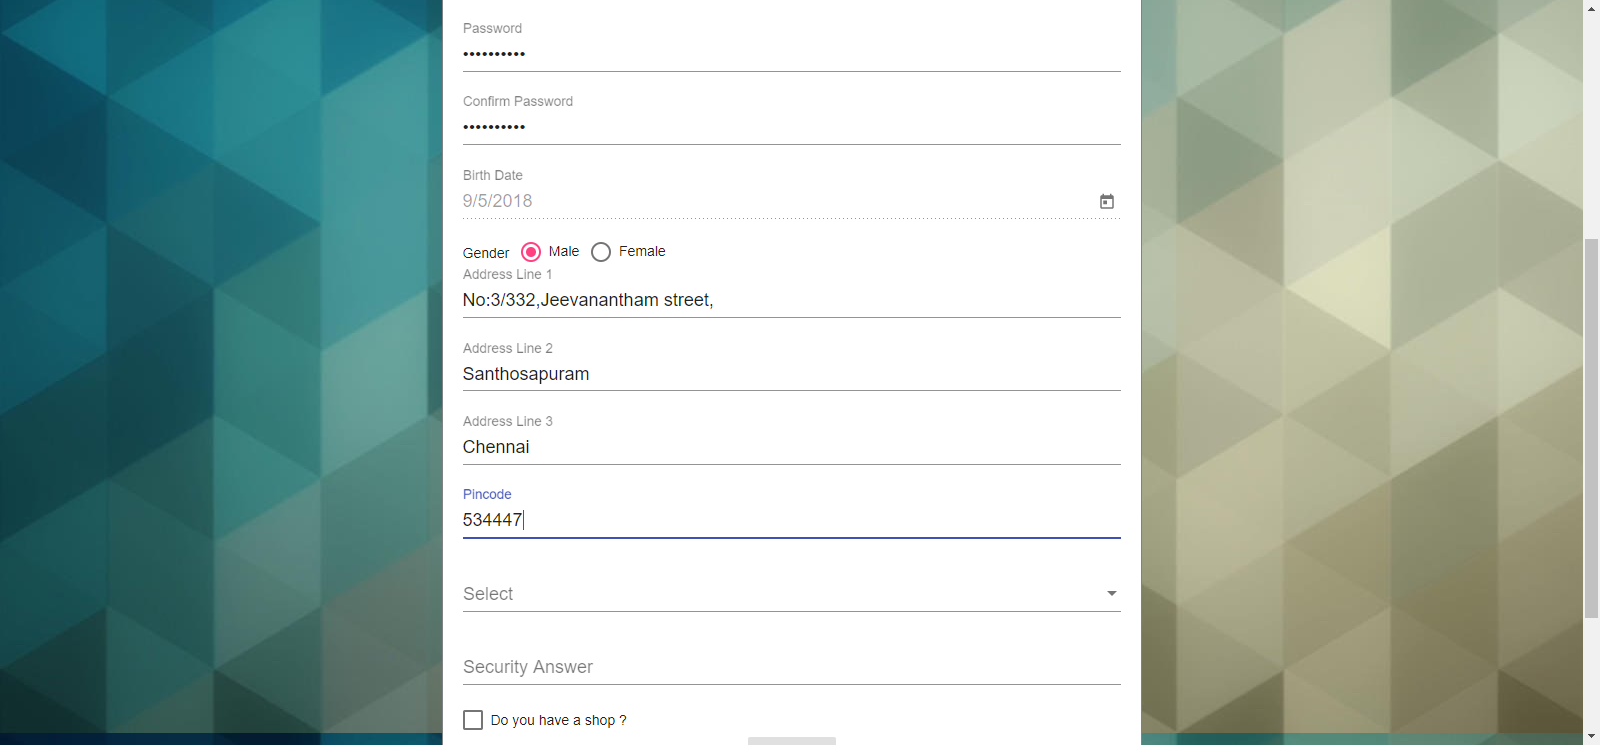 Password
••••••••••
Confirm Password
••••••••••
Birth Date
9/5/2018
Gender Male Female
Address Line 1
No:3/332,Jeevanantham street,
Address Line 2
Santhosapuram
Address Line 3
Chennai
Pincode
534447
Select
Security Answer
Do you have a shop ?